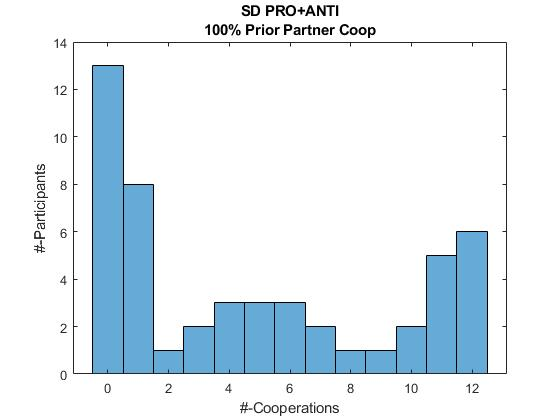 SD PRO+ANTI
100% Prior Partner Coop
14
12
10
8
6
4
2
0
#-Participants
0 2 4 6 8 10 12
#-Cooperations